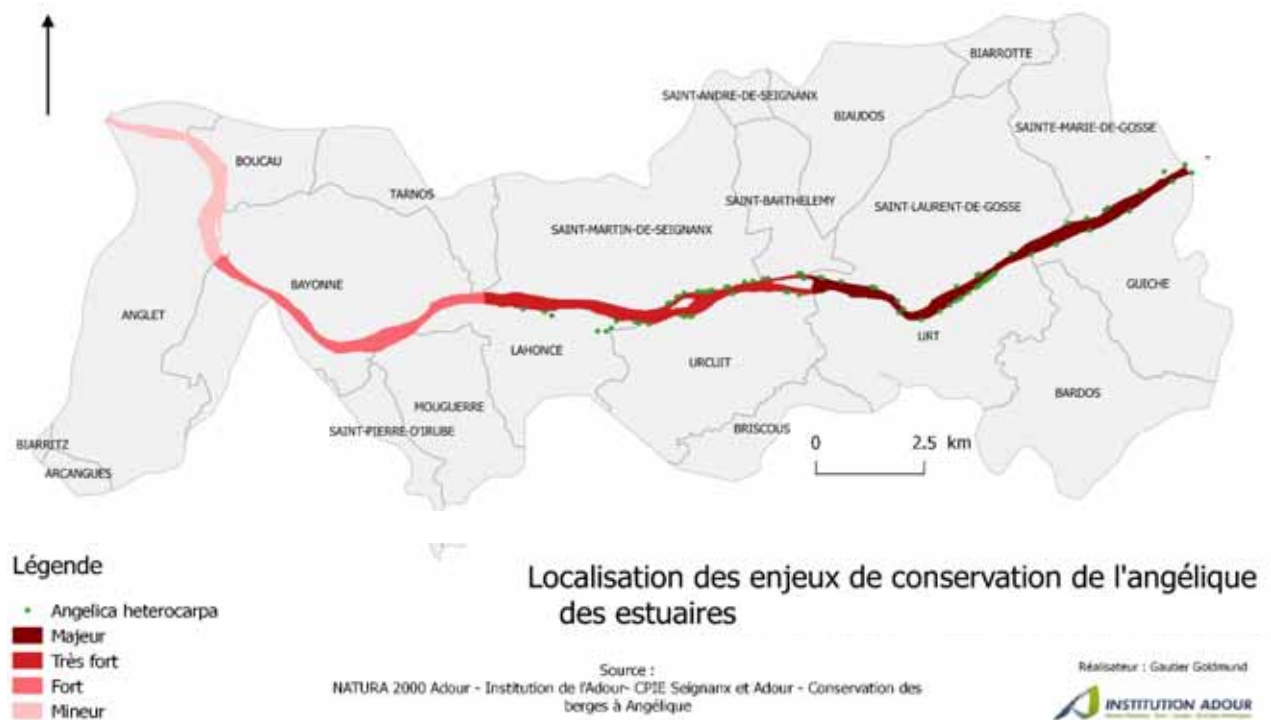 BIARROTTE
SAINT-ANDRE-DE-SEIGNANX
BIAUDOS
SAINTE-MARIE-DE-GOSSE
BOUCAU
TARNOS
SAINT-BARTHELEMY
SAINT-LAURENT-DE-GOSSE
SAINT-MARTIN-DE-SEIGNANX
BAYONNE
GUICHE
ANGLET
URT
LAHONCE
URCUIT
BARDOS
MOUGUERRE
SAINT-PIERRE-D'IRUBE
BRISCOUS
BIARRITZ
ARCANGUES
0 2.5 km
Légende
Angelica heterocarpa
Majeur
Très fort
Fort
Mineur
Localisation des enjeux de conservation de l'angélique
des estuaires
Source :
NATURA 2000 Adour - Institution de l'Adour- CPIE Seignanx et Adour - Conservation des
berges à Angélique
Réalisateur : Gautier Goldmund
INSTITUTION ADOUR